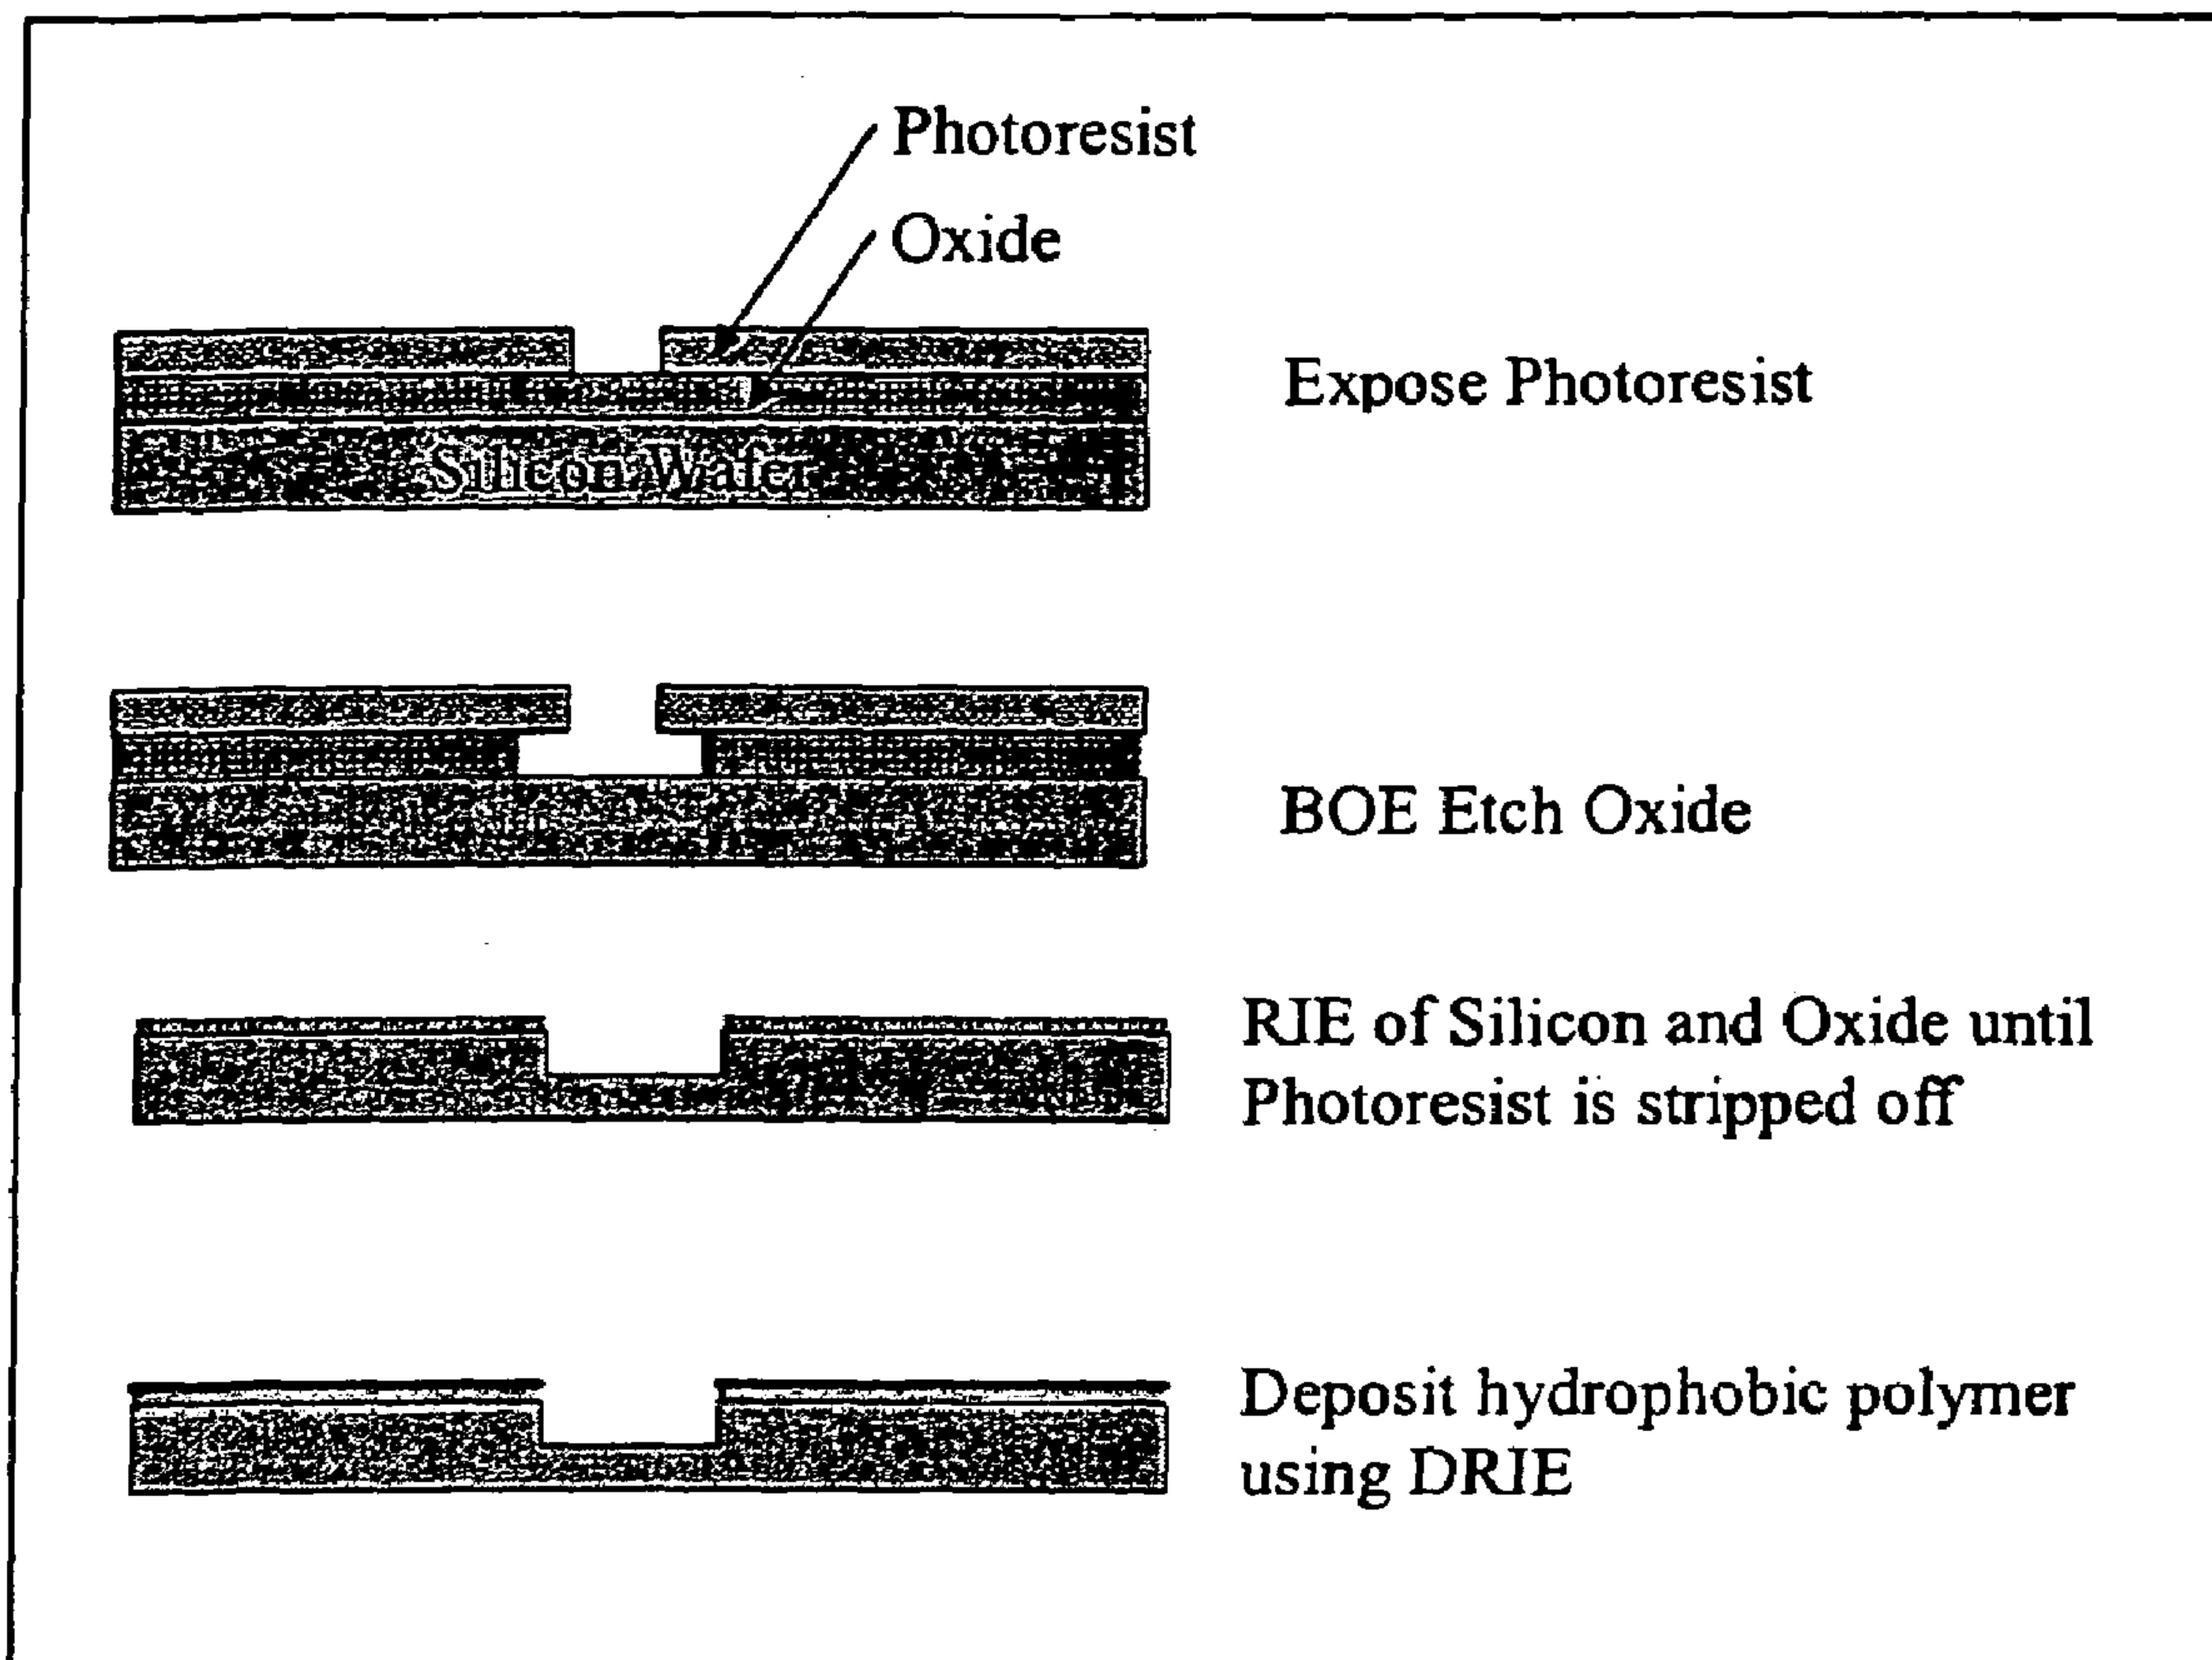 Photoresist
Oxide
Silicon Wafer
Expose Photoresist
BOE Etch Oxide
RIE of Silicon and Oxide until
Photoresist is stripped off
Deposit hydrophobic polymer
using DRIE